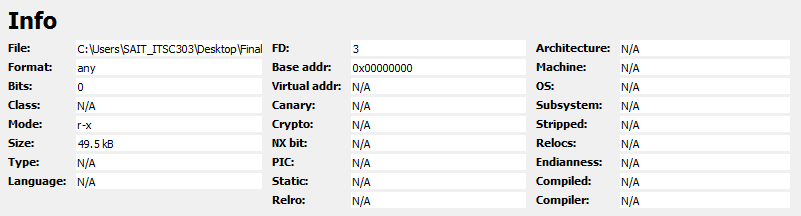 Info
File: C:\Users\SAIT_ITSC303\Desktop\Final FD: 3 Architecture: N/A
Format: any Base addr: 0x00000000 Machine: N/A
Bits: 0 Virtual addr: N/A OS: N/A
Class: N/A Canary: N/A Subsystem: N/A
Mode: r-x Crypto: N/A Stripped: N/A
Size: 49.5 kB NX bit: N/A Relocs: N/A
Type: N/A PIC: N/A Endianness: N/A
Language: N/A Static: N/A Compiled: N/A
Relro: N/A Compiler: N/A